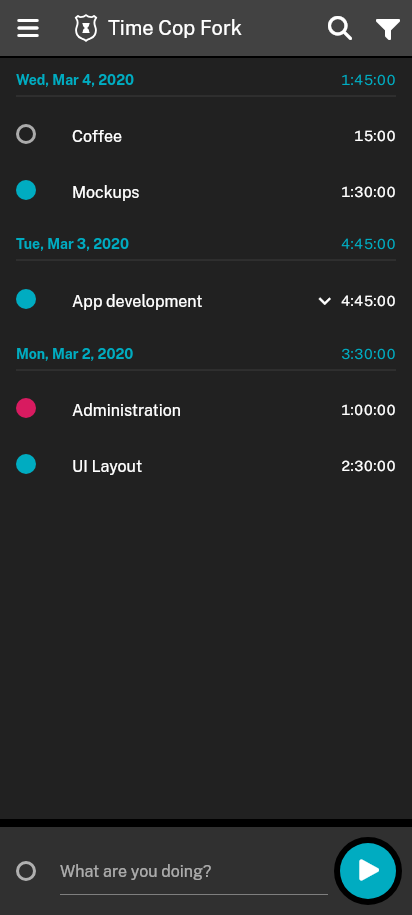 Time Cop Fork
Wed, Mar 4, 2020 1:45:00
Coffee 15:00
Mockups 1:30:00
Tue, Mar 3, 2020 4:45:00
App development 4:45:00
Mon, Mar 2, 2020 3:30:00
Administration 1:00:00
UI Layout 2:30:00
What are you doing?